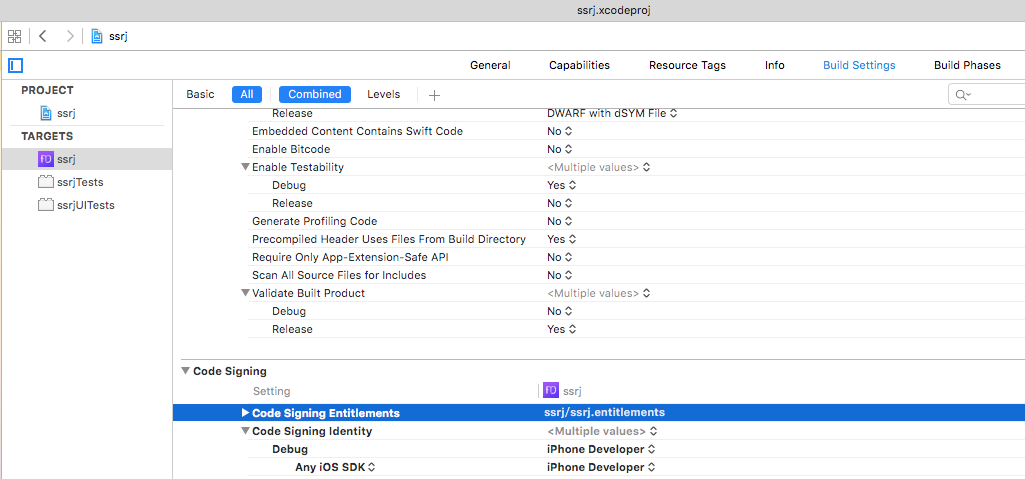 ssrj.xcodeproj
ssrj
General Capabilities Resource Tags Info Build Settings Build Phases
PROJECT
ssrj
TARGETS
ssrj
ssrjTests
ssrjUITests
Basic All Combined Levels
Release DWARF with dSYM File
Embedded Content Contains Swift Code No
Enable Bitcode No
Enable Testability <Multiple values>
Debug Yes
Release No
Generate Profiling Code No
Precompiled Header Uses Files From Build Directory Yes
Require Only App-Extension-Safe API No
Scan All Source Files for Includes No
Validate Built Product <Multiple values>
Debug No
Release Yes
Code Signing
Setting ssrj
Code Signing Entitlements ssrj/ssrj.entitlements
Code Signing Identity <Multiple values>
Debug iPhone Developer
Any iOS SDK iPhone Developer